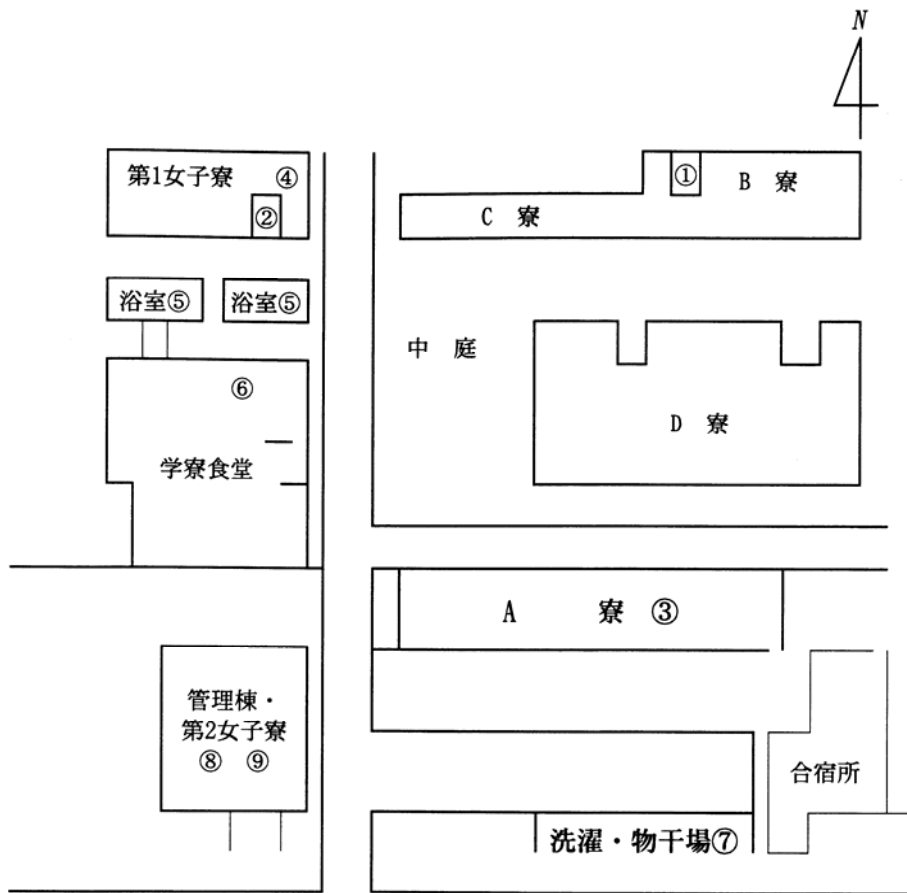 N
第1女子寮 ④
②
① B 寮
C 寮
浴室⑤ 浴室⑤
中 庭
⑥
学寮食堂
D 寮
A 寮 ③
管理棟・
第2女子寮
⑧ ⑨
合宿所
洗濯・物干場⑦